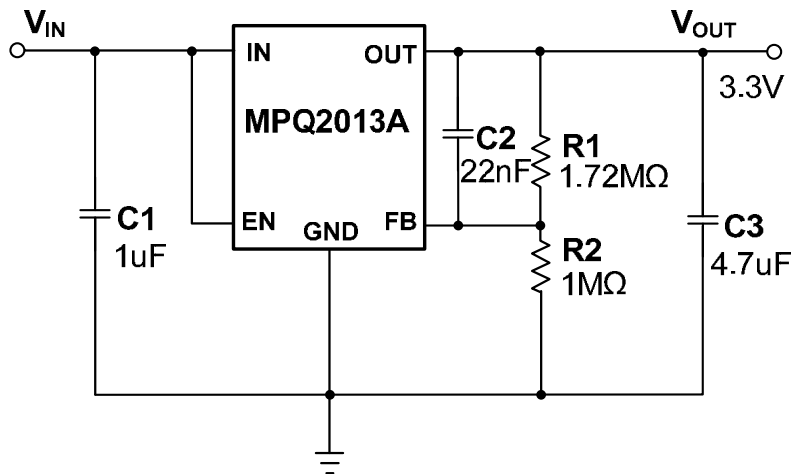 VIN
VOUT
IN
OUT
3.3V
MPQ2013A
C2
22nF
R1
1.72MΩ
C1
1uF
EN
GND
FB
R2
1MΩ
C3
4.7uF